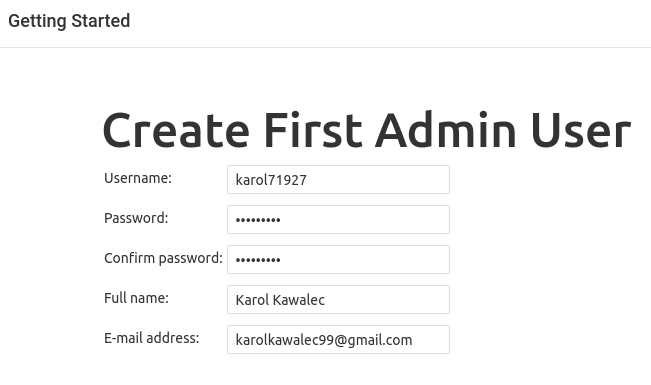 Getting Started
Create First Admin User
Username: karol71927
Password: •••••••••
Confirm password: •••••••••
Full name: Karol Kawalec
E-mail address: karolkawalec99@gmail.com